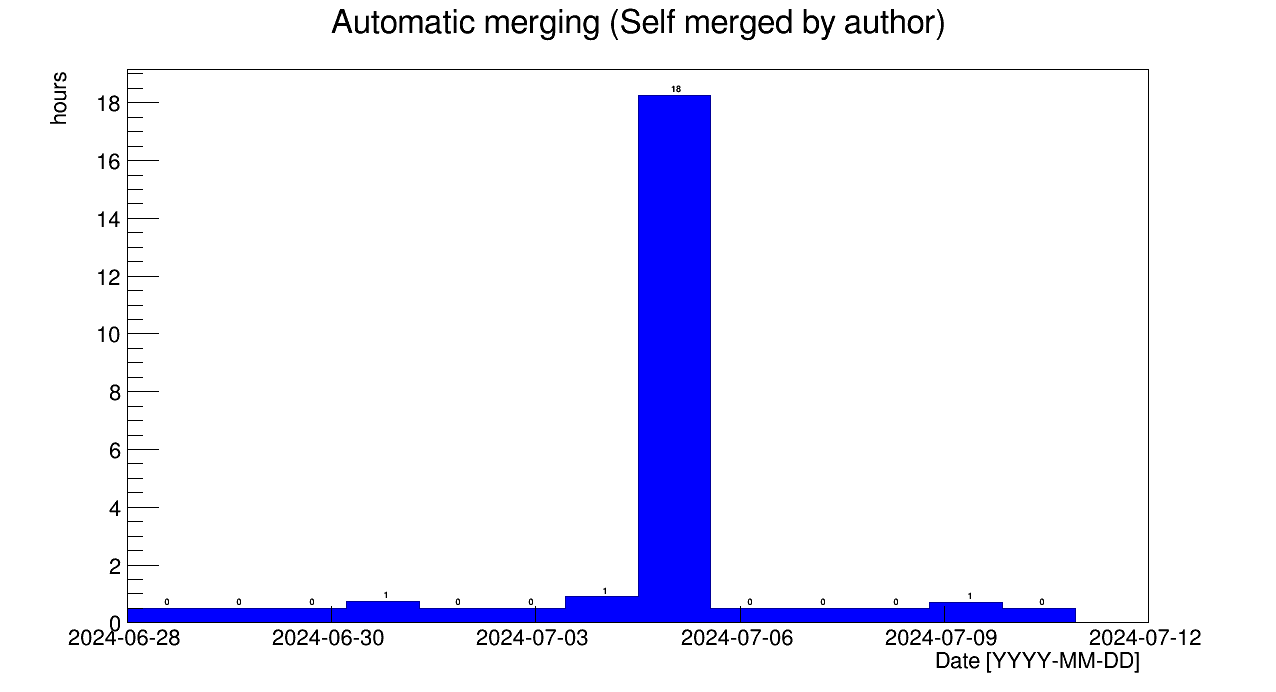 Automatic merging (Self merged by author)
hours
18
16
14
12
10
8
6
4
2
0
18
0 0 0 1 0 0 1 0 0 0 1 0
2024-06-28 2024-06-30 2024-07-03 2024-07-06 2024-07-09 2024-07-12
Date [YYYY-MM-DD]